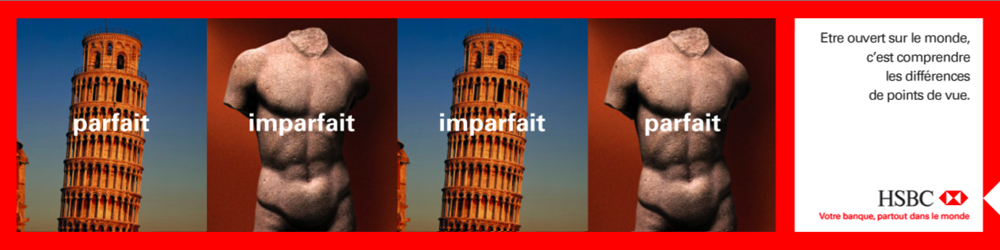 parfait
imparfait
imparfait
parfait
Etre ouvert sur le monde,
c'est comprendre
les différences
de points de vue.
HSBC
Votre banque, partout dans le monde